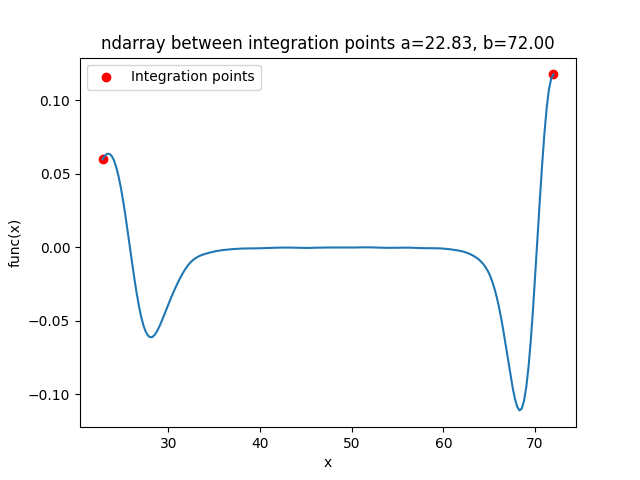 ndarray between integration points a=22.83, b=72.00
Integration points
0.10
0.05
0.00
−0.05
−0.10
func(x)
30 40 50 60 70
x